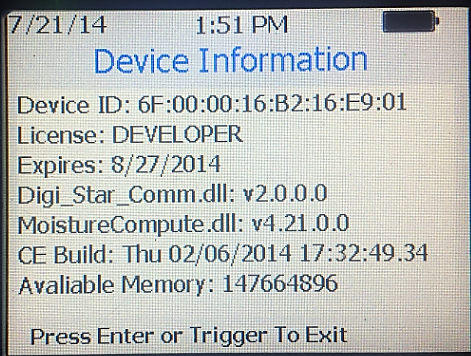 7/21/14 1:51 PM
Device Information
Device ID: 6F:00:00:16:B2:16:E9:01
License: DEVELOPER
Expires: 8/27/2014
Digi_Star_Comm.dll: v2.0.0.0
MoistureCompute.dll: v4.21.0.0
CE Build: Thu 02/06/2014 17:32:49.34
Avaliable Memory: 147664896
Press Enter or Trigger To Exit